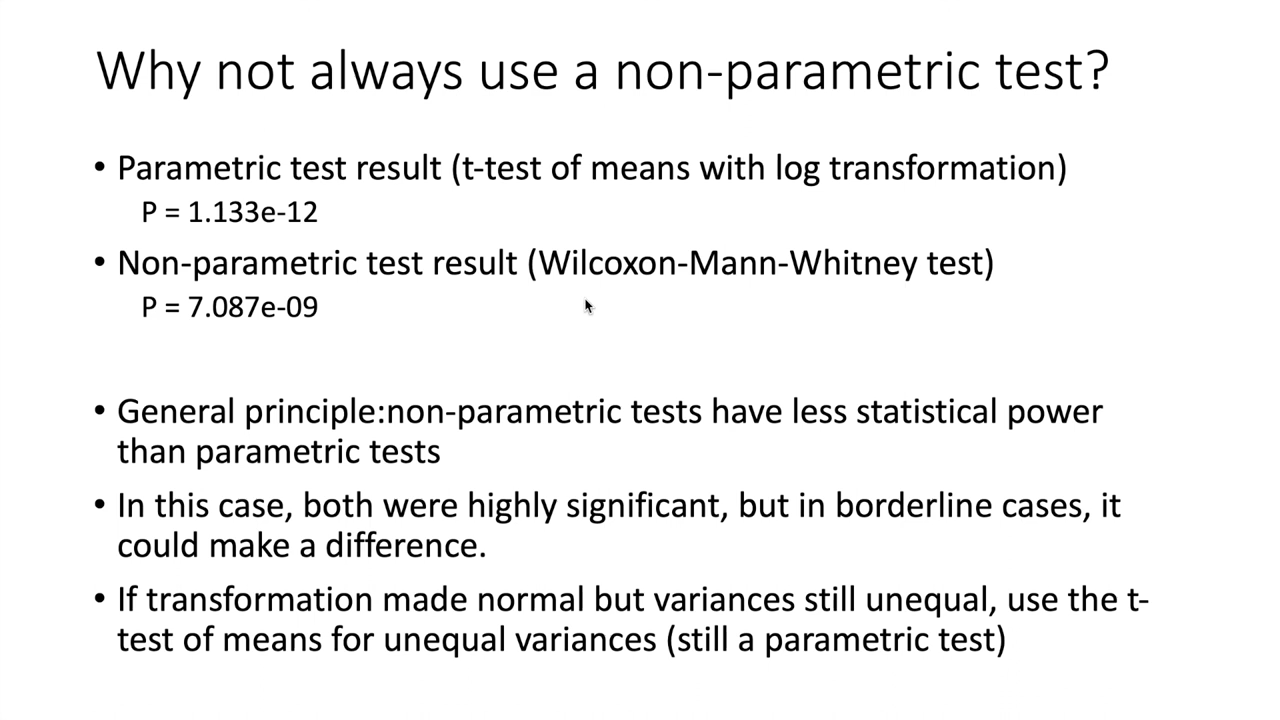 Why not always use a non-parametric test?
• Parametric test result (t-test of means with log transformation)
P = 1.133e-12
• Non-parametric test result (Wilcoxon-Mann-Whitney test)
P = 7.087e-09
• General principle:non-parametric tests have less statistical power
than parametric tests
• In this case, both were highly significant, but in borderline cases, it
could make a difference.
• If transformation made normal but variances still unequal, use the t-
test of means for unequal variances (still a parametric test)